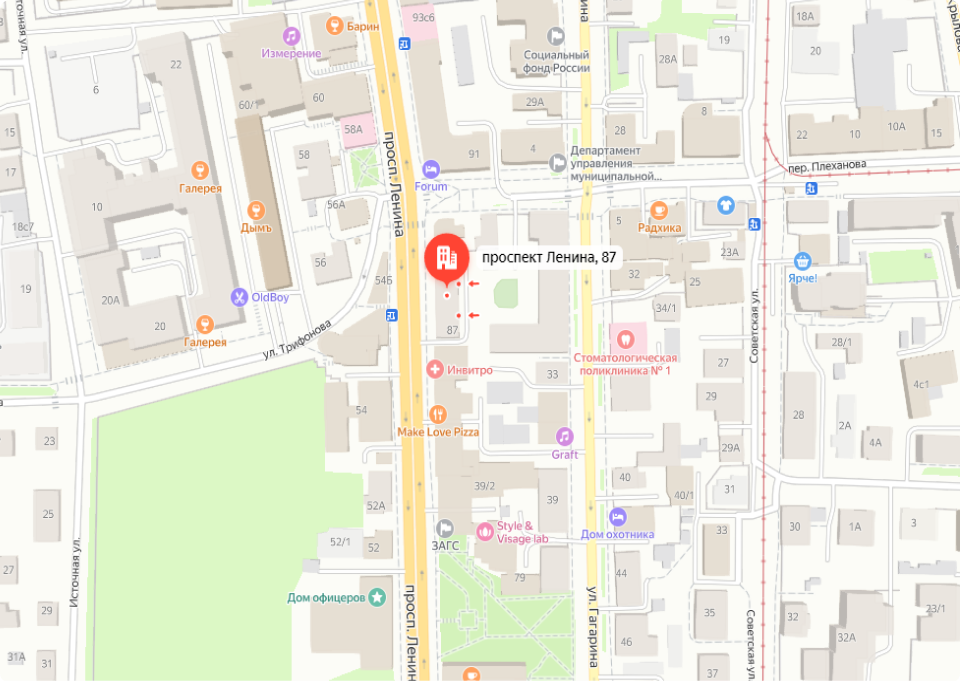 93с6
Барин
Измерение
Социальный
фонд России
19
18А
20
28А
22
6
60/1
60
29А
8
28
4
22
10
10А
15
15
58А
58
91
Департамент
управления
муниципальной...
пер. Плеханова
17
Галерея
Forum
просп. Ленина
10
56А
Дымъ
18с7
5
Радхика
23А
проспект Ленина, 87
56
54Б
32
25
Ярче!
19
20А
OldBoy
34/1
20
Галерея
ул. Трифонова
87
Советская ул.
28/1
Стоматологическая
поликлиника № 1
Инвитро
33
27
4с1
54
29
28
Make Love Pizza
2А
4А
23
Graft
29А
39/2
40
40/1
31
39
52А
25
Style &
Visage lab
ЗАГС
Дом охотника
33
30
1А
3
52/1
52
Источная ул.
27
79
44
Дом офицеров
просп. Ленина
ул. Гагарина
35
Советская ул.
32
32А
23/1
29
46
31А
31
37